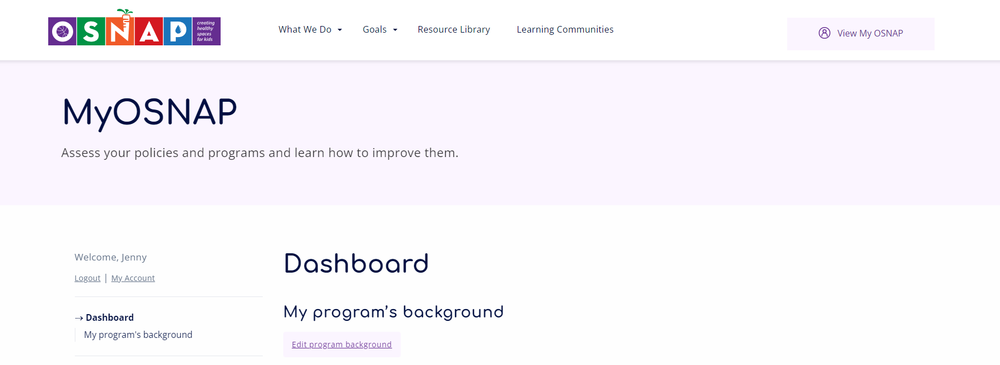 OSNAP
creating
healthy
spaces
for kids
What We Do
Goals
Resource Library
Learning Communities
View My OSNAP
MyOSNAP
Assess your policies and programs and learn how to improve them.
Welcome, Jenny
Logout | My Account
⇢ Dashboard
My program's background
Dashboard
My program’s background
Edit program background